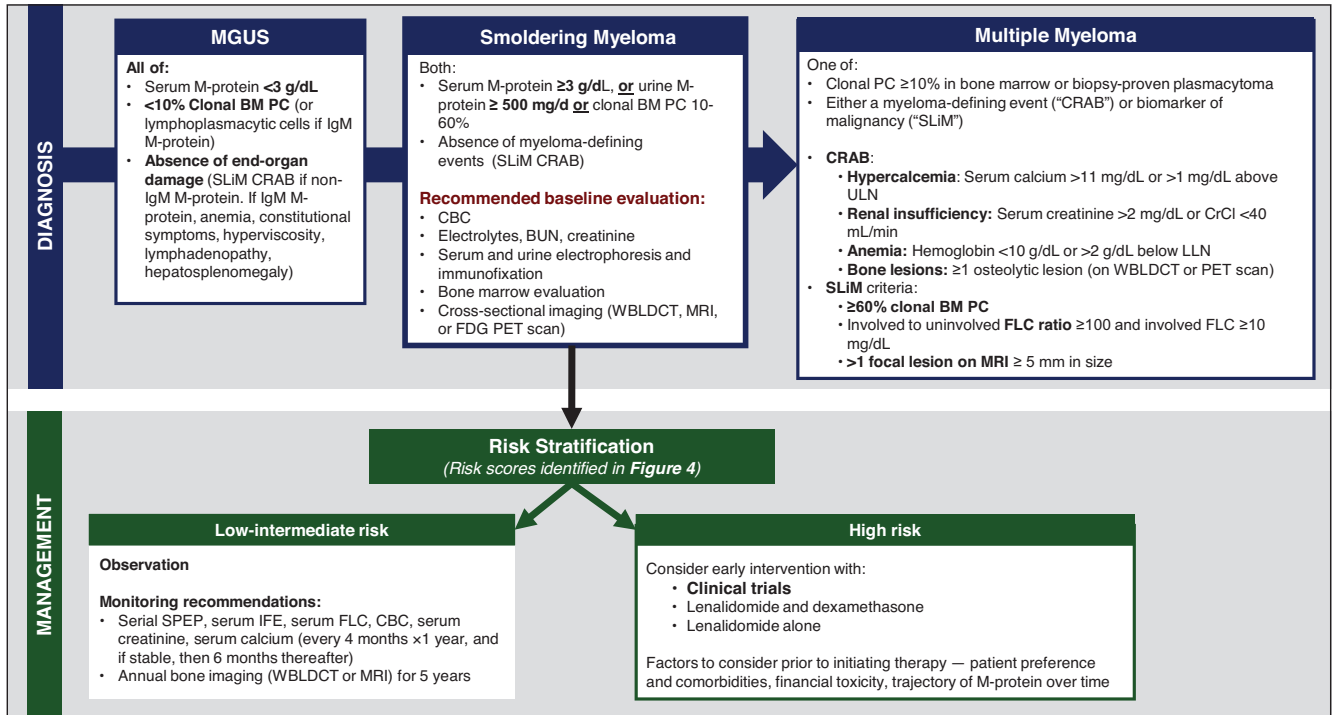 DIAGNOSIS
MGUS
All of:
• Serum M-protein <3 g/dL
• <10% Clonal BM PC (or
lymphoplasmacytic cells if IgM
M-protein)
• Absence of end-organ
damage (SLiM CRAB if non-
IgM M-protein. If IgM M-
protein, anemia, constitutional
symptoms, hyperviscosity,
lymphadenopathy,
hepatosplenomegaly)
Smoldering Myeloma
Both:
• Serum M-protein ≥3 g/dL, or urine M-
protein ≥ 500 mg/d or clonal BM PC 10-
60%
• Absence of myeloma-defining
events (SLiM CRAB)
Recommended baseline evaluation:
• CBC
• Electrolytes, BUN, creatinine
• Serum and urine electrophoresis and
immunofixation
• Bone marrow evaluation
• Cross-sectional imaging (WBLDCT, MRI,
or FDG PET scan)
Multiple Myeloma
One of:
• Clonal PC ≥10% in bone marrow or biopsy-proven plasmacytoma
• Either a myeloma-defining event (“CRAB”) or biomarker of
malignancy (“SLiM”)
• CRAB:
• Hypercalcemia: Serum calcium >11 mg/dL or >1 mg/dL above
ULN
• Renal insufficiency: Serum creatinine >2 mg/dL or CrCl <40
mL/min
• Anemia: Hemoglobin <10 g/dL or >2 g/dL below LLN
• Bone lesions: ≥1 osteolytic lesion (on WBLDCT or PET scan)
• SLiM criteria:
• ≥60% clonal BM PC
• Involved to uninvolved FLC ratio ≥100 and involved FLC ≥10
mg/dL
• >1 focal lesion on MRI ≥ 5 mm in size
MANAGEMENT
Risk Stratification
(Risk scores identified in Figure 4)
Low-intermediate risk
Observation
Monitoring recommendations:
• Serial SPEP, serum IFE, serum FLC, CBC, serum
creatinine, serum calcium (every 4 months ×1 year, and
if stable, then 6 months thereafter)
• Annual bone imaging (WBLDCT or MRI) for 5 years
High risk
Consider early intervention with:
• Clinical trials
• Lenalidomide and dexamethasone
• Lenalidomide alone
Factors to consider prior to initiating therapy — patient preference
and comorbidities, financial toxicity, trajectory of M-protein over time